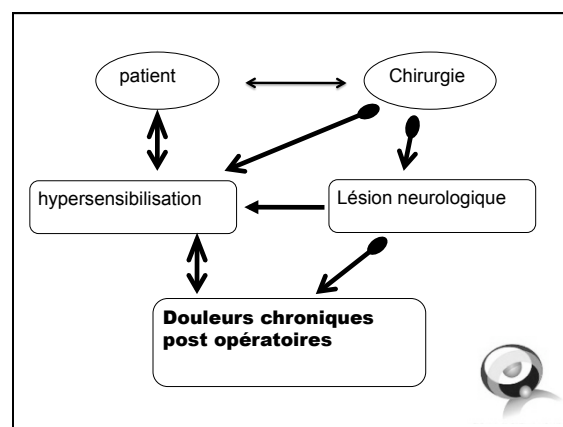 patient
Chirurgie
hypersensibilisation
Lésion neurologique
Douleurs chroniques
post opératoires